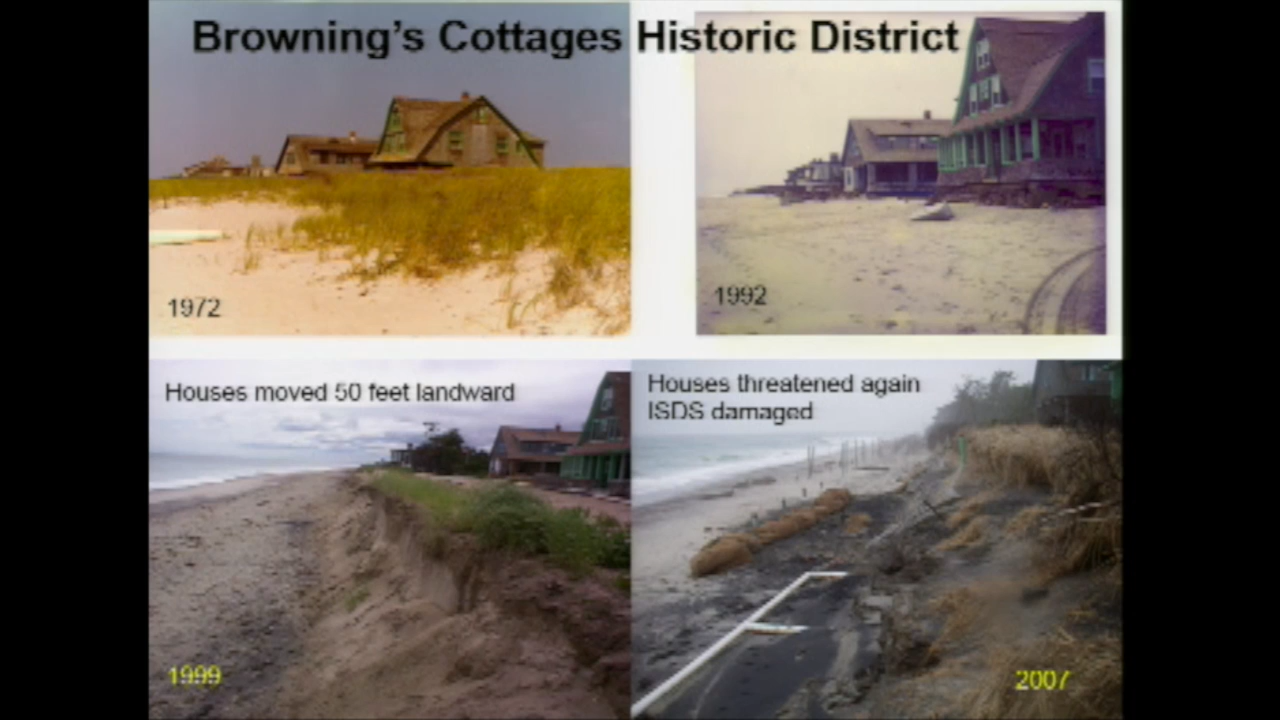 Browning's Cottages Historic District
1972
1992
Houses moved 50 feet landward
1999
Houses threatened again
ISDS damaged
2007